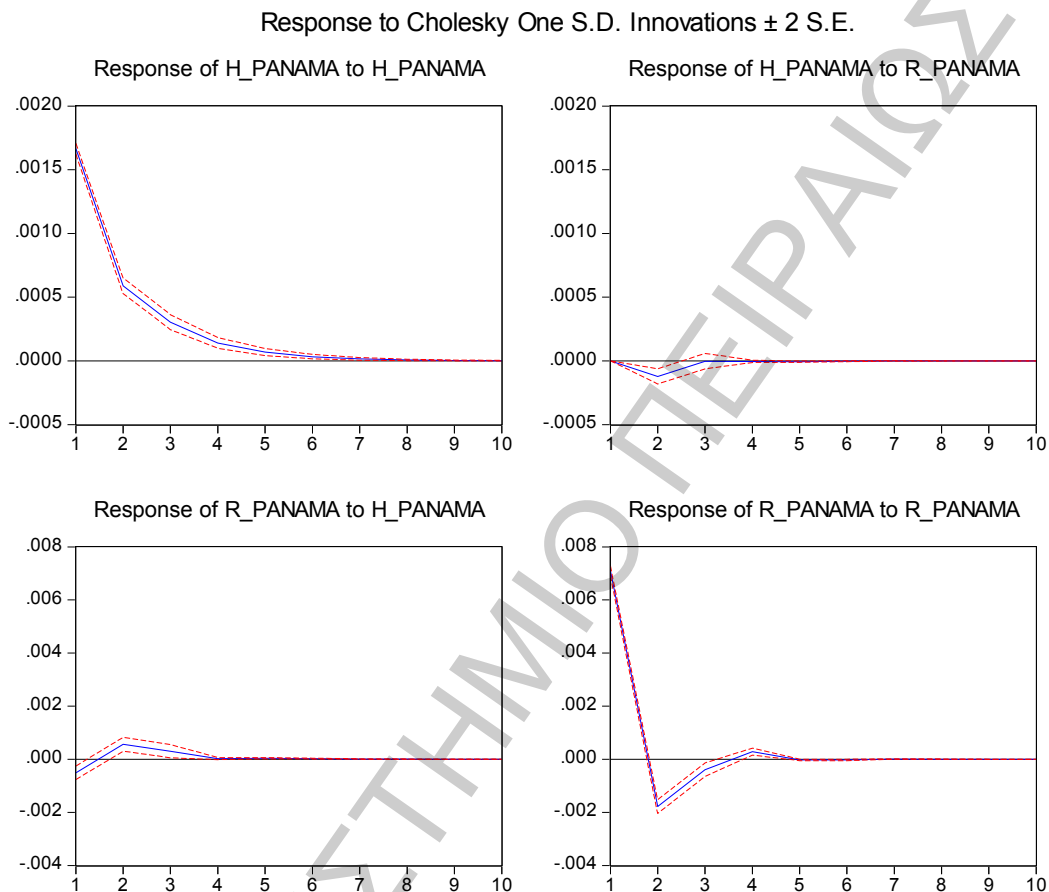 Response to Cholesky One S.D. Innovations ± 2 S.E.
Response of H_PANAMA to H_PANAMA
.0020
.0015
.0010
.0005
.0000
-.0005
1 2 3 4 5 6 7 8 9 10
Response of H_PANAMA to R_PANAMA
.0020
.0015
.0010
.0005
.0000
-.0005
1 2 3 4 5 6 7 8 9 10
Response of R_PANAMA to H_PANAMA
.008
.006
.004
.002
.000
-.002
-.004
1 2 3 4 5 6 7 8 9 10
Response of R_PANAMA to R_PANAMA
.008
.006
.004
.002
.000
-.002
-.004
1 2 3 4 5 6 7 8 9 10
ΣΤΗΜΙΟ ΠΕΙΡΑΙΩΣ